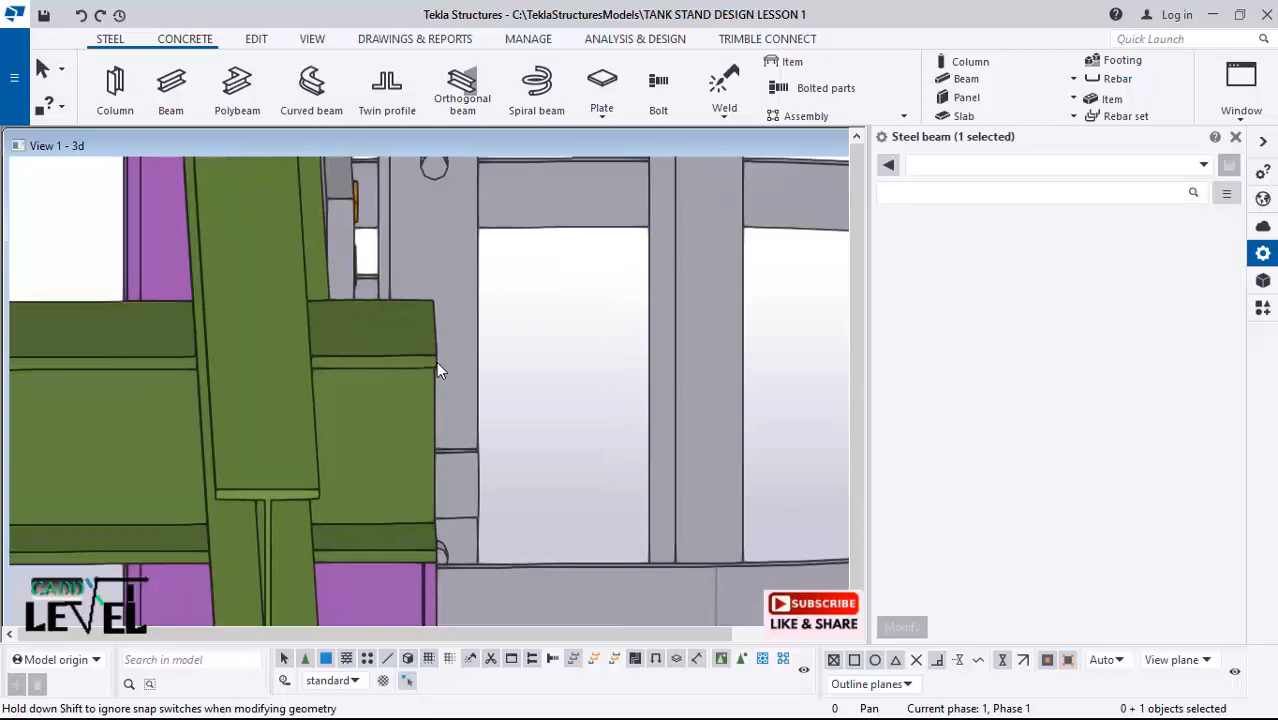 Tekla Structures - C:\TeklaStructuresModels\TANK STAND DESIGN LESSON 1
Log in
STEEL CONCRETE EDIT VIEW DRAWINGS & REPORTS MANAGE ANALYSIS & DESIGN TRIMBLE CONNECT
Quick Launch
Column
Beam
Polybeam
Curved beam
Twin profile
Orthogonal beam
Spiral beam
Plate
Bolt
Weld
Item
Bolted parts
Assembly
Column
Beam
Panel
Slab
Footing
Rebar
Item
Rebar set
Window
View 1 - 3d
Steel beam (1 selected)
Modify
CADD
LEVEL
SUBSCRIBE
LIKE & SHARE
Model origin
Search in model
standard
Auto
View plane
Outline planes
Hold down Shift to ignore snap switches when modifying geometry
0 Pan Current phase: 1, Phase 1 0 + 1 objects selected